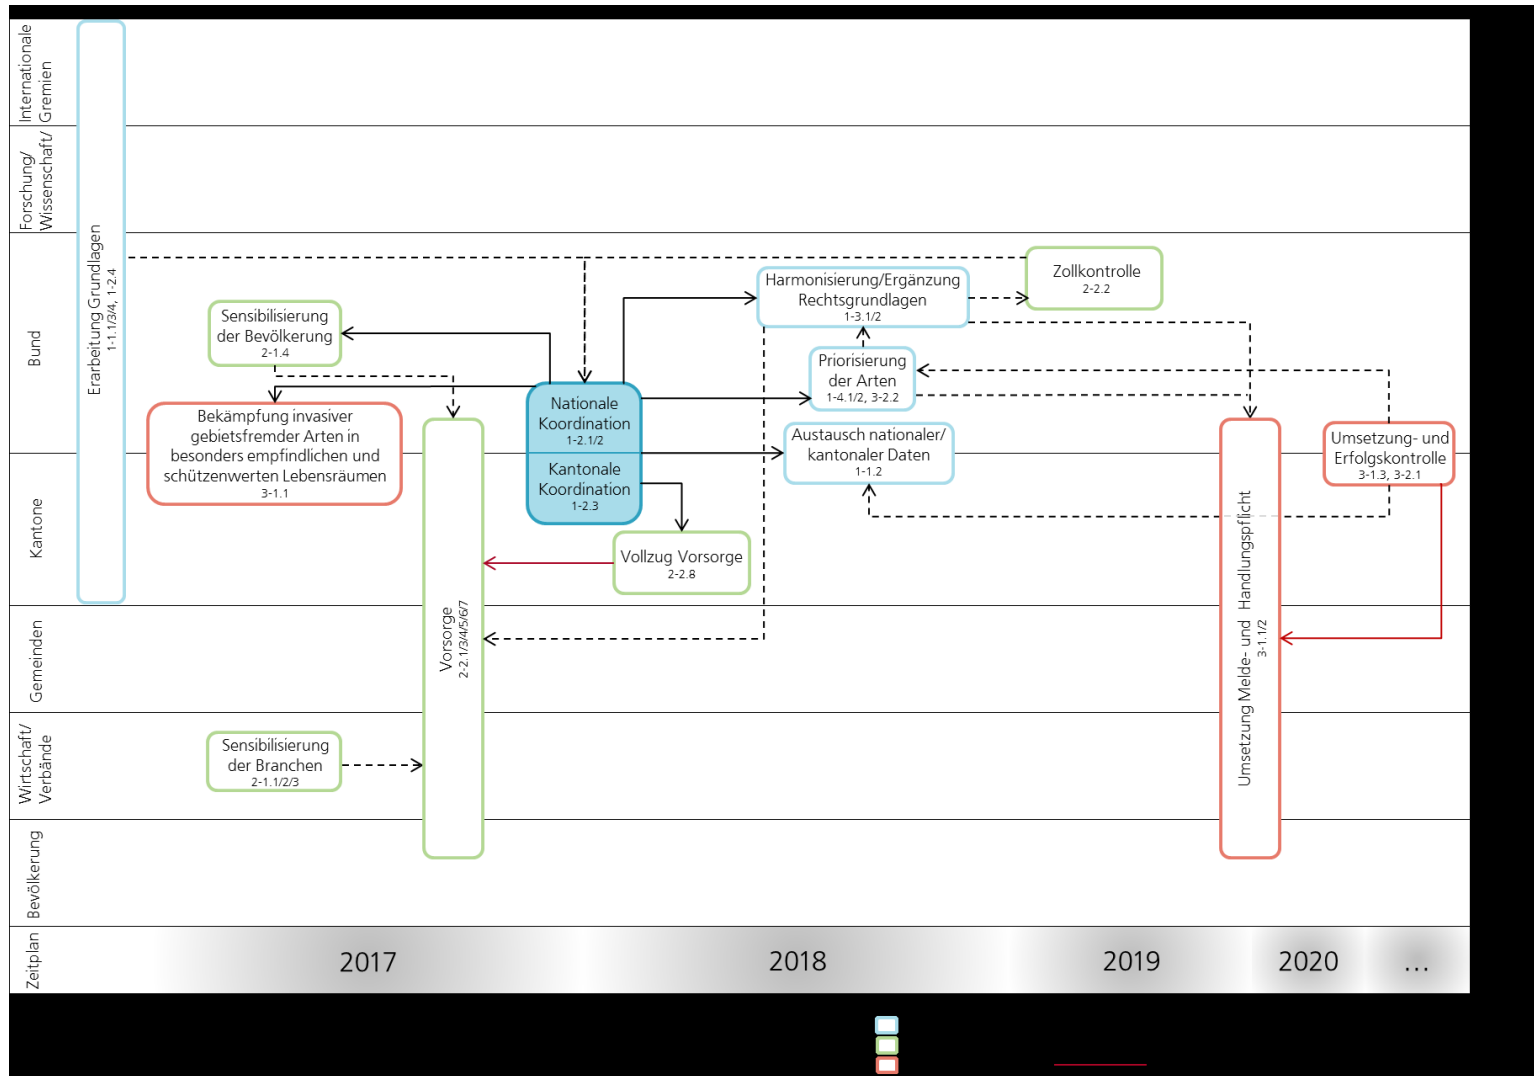 Internationale
Gremien
Forschung/
Wissenschaft/
Bund
Kantone
Gemeinden
Wirtschaft/
Verbände
Bevölkerung
Zeitplan
Erarbeitung Grundlagen
1-1.1/3/4, 1-2.4
Sensibilisierung
der Bevölkerung
2-1.4
Bekämpfung invasiver
gebietsfremder Arten in
besonders empfindlichen und
schützenwerten Lebensräumen
3-1.1
Sensibilisierung
der Branchen
2-1.1/2/3
Vorsorge
2-2.1/3/4/5/6/7
Nationale
Koordination
1-2.1/2
Kantonale
Koordination
1-2.3
Vollzug Vorsorge
2-2.8
Harmonisierung/Ergänzung
Rechtsgrundlagen
1-3.1/2
Priorisierung
der Arten
1-4.1/2, 3-2.2
Austausch nationaler/
kantonaler Daten
1-1.2
Zollkontrolle
2-2.2
Umsetzung Melde- und Handlungspflicht
3-1.1/2
Umsetzung- und
Erfolgskontrolle
3-1.3, 3-2.1
2017
2018
2019
2020
...